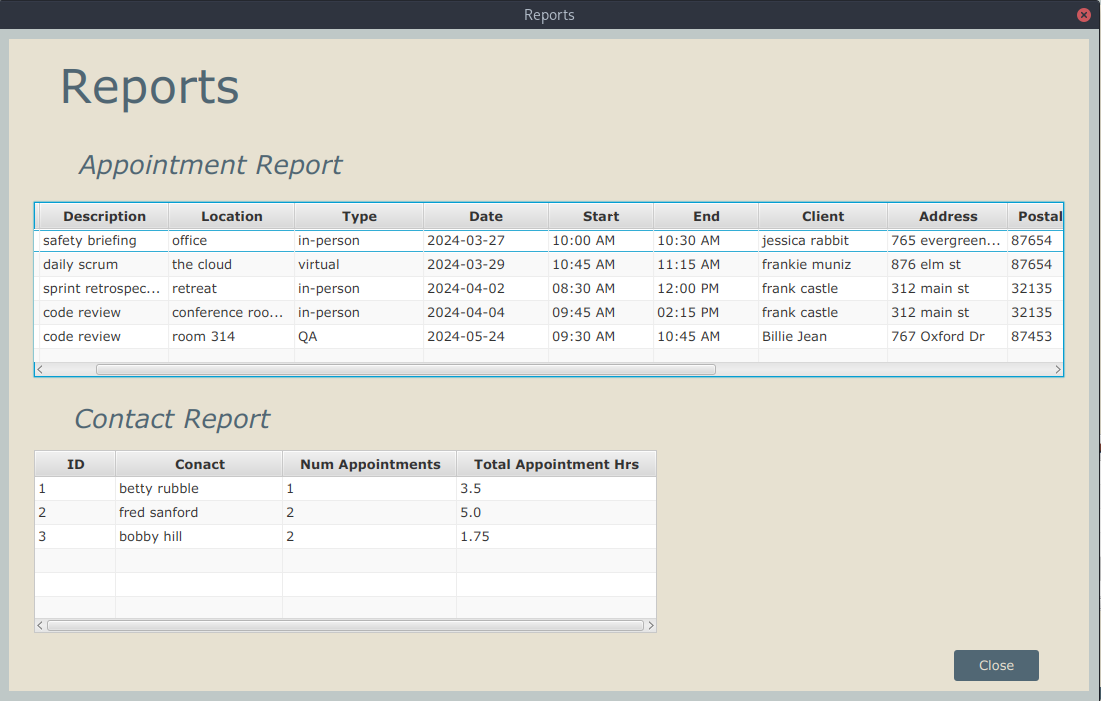 Reports
Reports
Appointment Report
Description Location Type Date Start End Client Address Postal
safety briefing office in-person 2024-03-27 10:00 AM 10:30 AM jessica rabbit 765 evergreen... 87654
daily scrum the cloud virtual 2024-03-29 10:45 AM 11:15 AM frankie muniz 876 elm st 87654
sprint retrospec... retreat in-person 2024-04-02 08:30 AM 12:00 PM frank castle 312 main st 32135
code review conference roo... in-person 2024-04-04 09:45 AM 02:15 PM frank castle 312 main st 32135
code review room 314 QA 2024-05-24 09:30 AM 10:45 AM Billie Jean 767 Oxford Dr 87453
Contact Report
ID Conact Num Appointments Total Appointment Hrs
1 betty rubble 1 3.5
2 fred sanford 2 5.0
3 bobby hill 2 1.75
Close